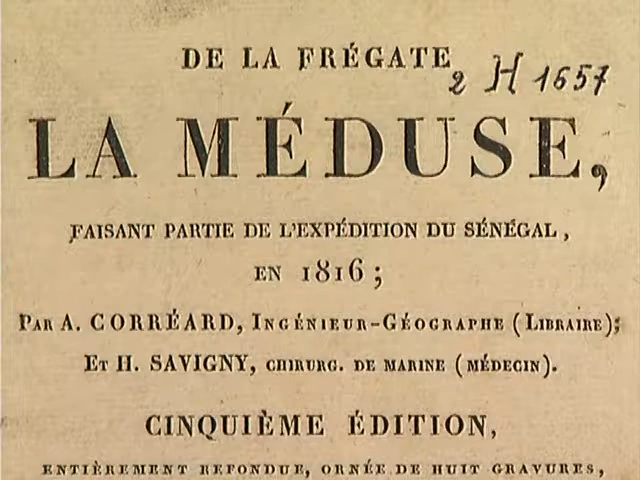 DE LA FRÉGATE
2 H 1657
LA MÉDUSE,
FAISANT PARTIE DE L'EXPÉDITION DU SÉNÉGAL,
EN 1816;
PAR A. CORRÉARD, INGÉNIEUR-GÉOGRAPHE (LIBRAIRE);
ET H. SAVIGNY, CHIRURG. DE MARINE (MÉDECIN).
CINQUIÈME ÉDITION,
ENTIÈREMENT REFONDUE, ORNÉE DE HUIT GRAVURES,